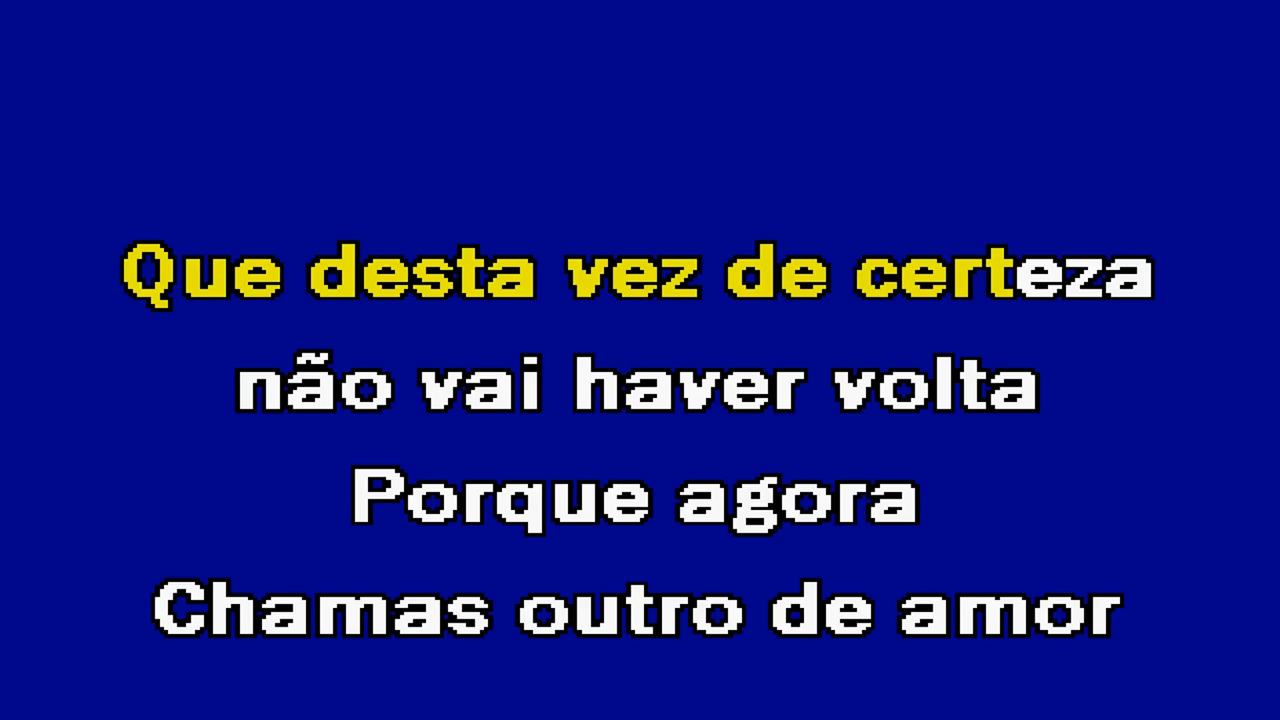 Que desta vez de certeza
não vai haver volta
Porque agora
Chamas outro de amor